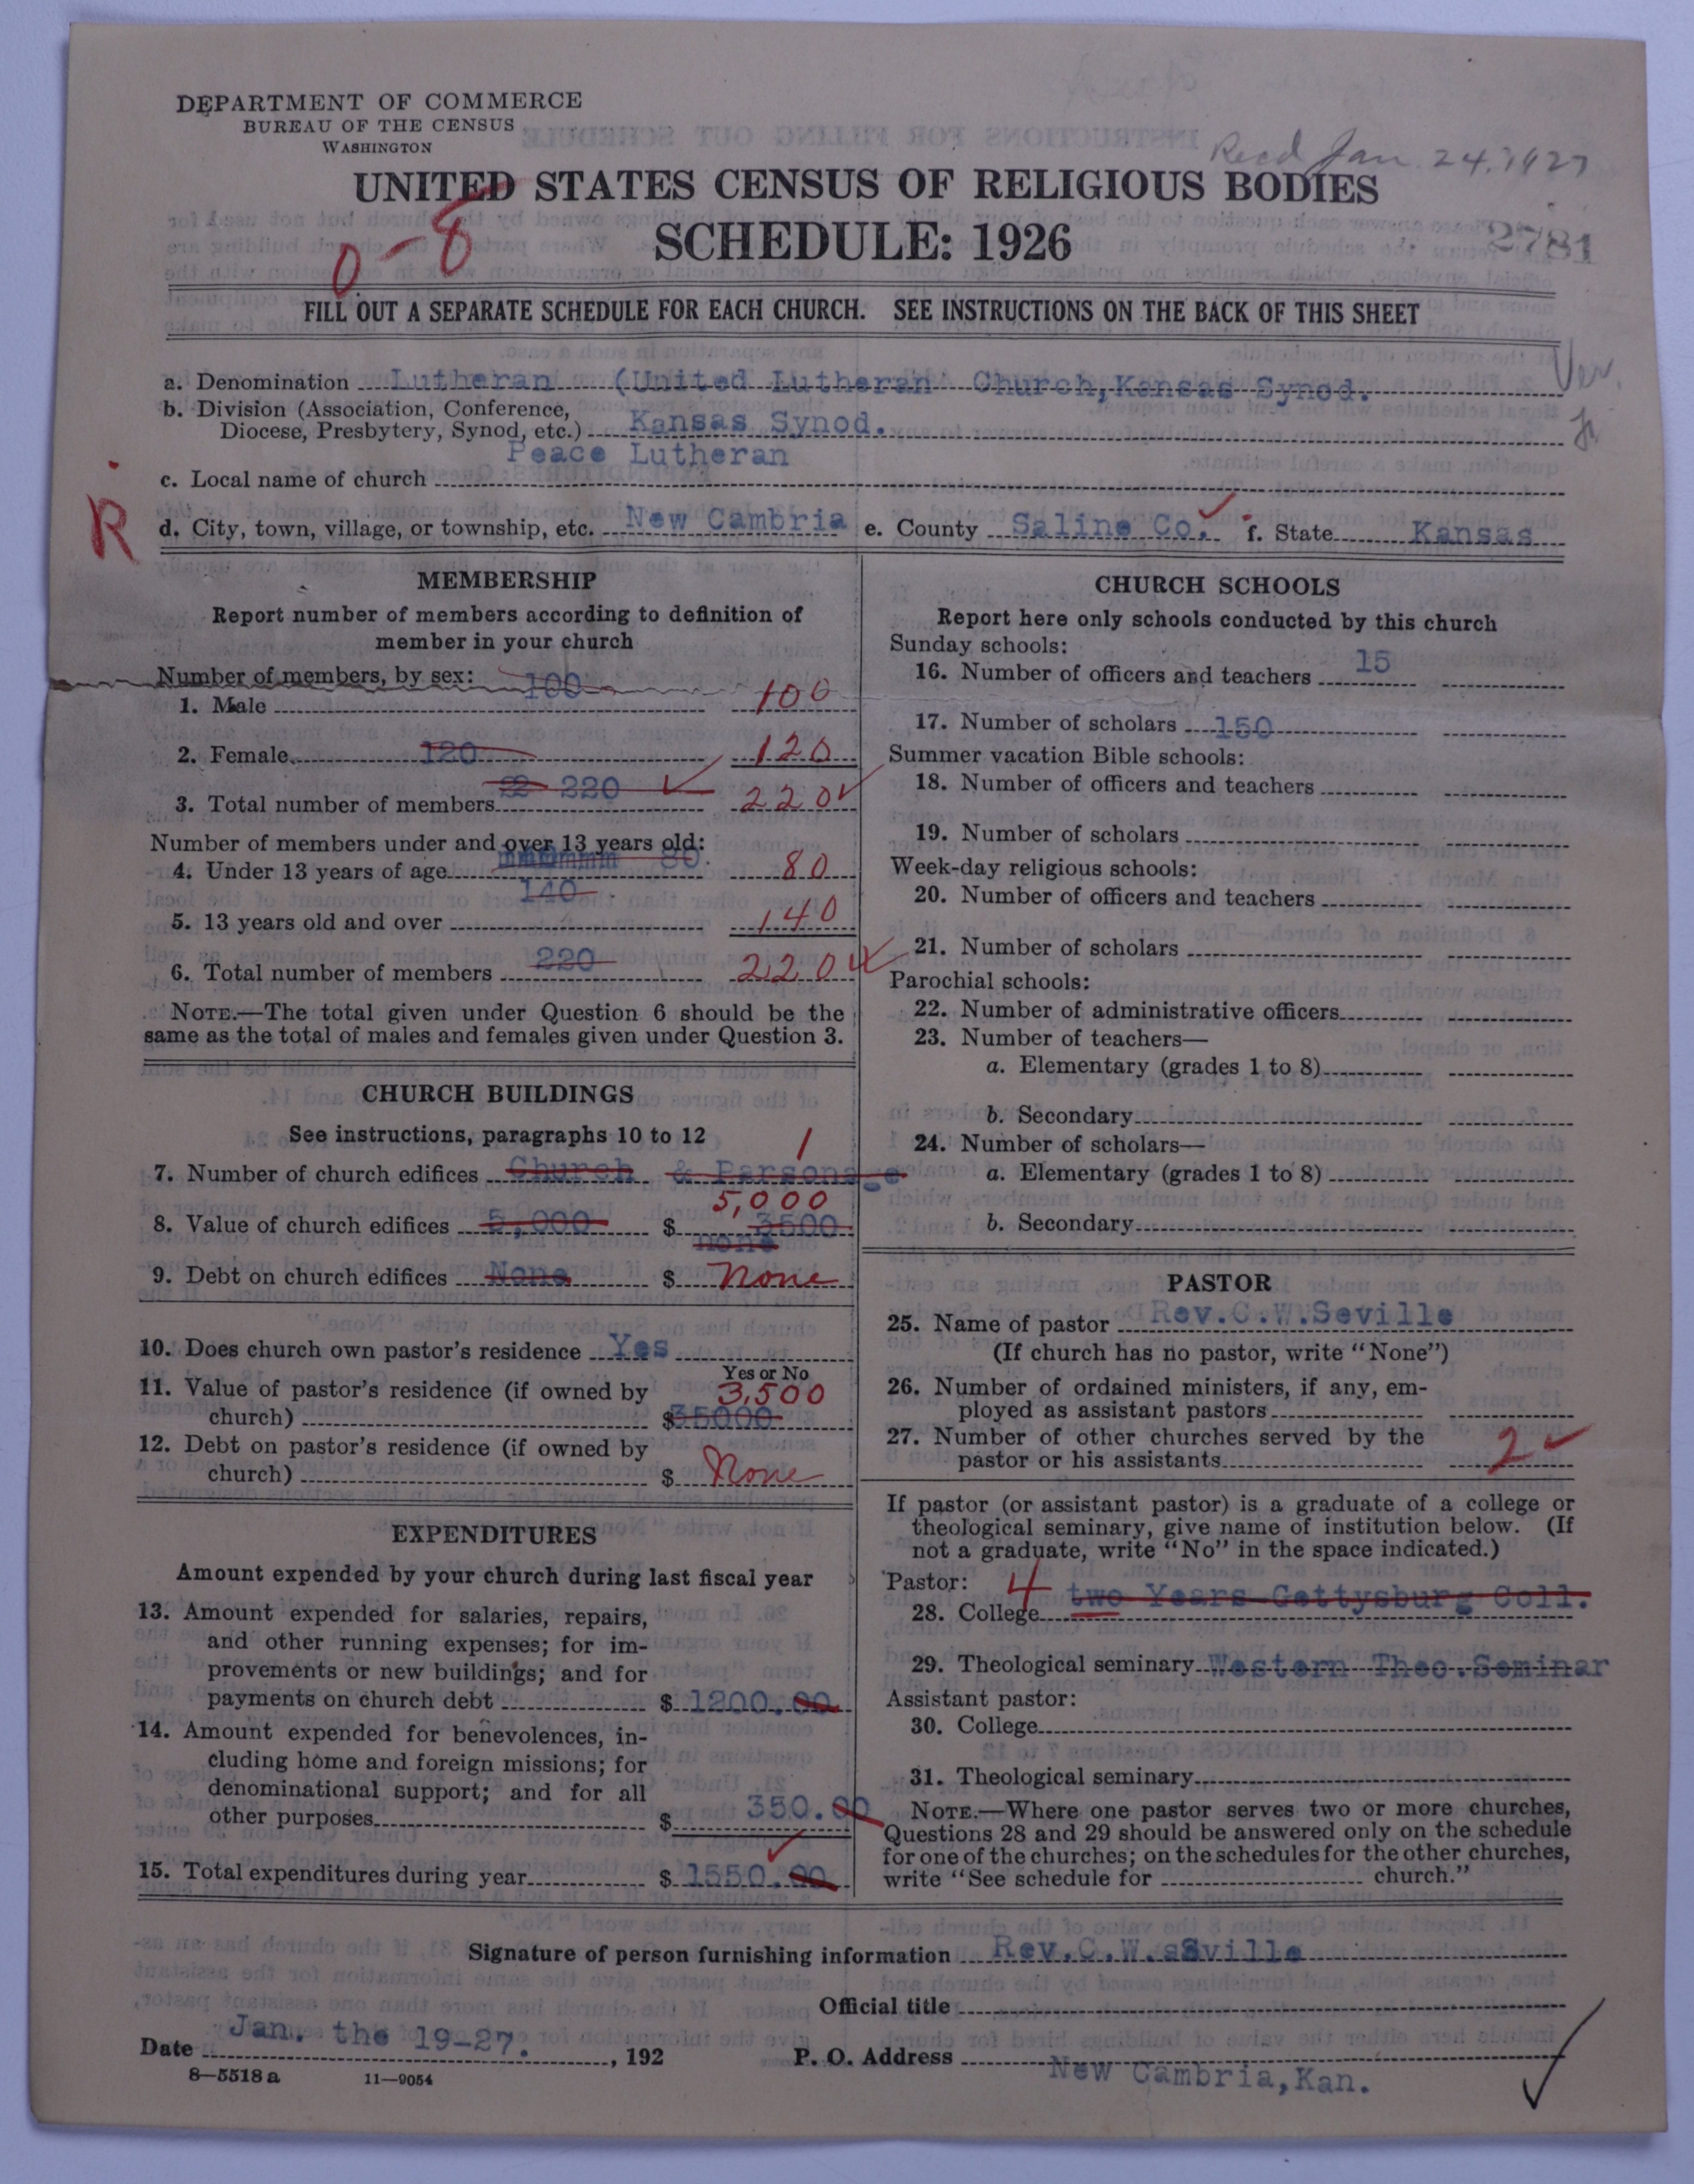 DEPARTMENT OF COMMERCE
BUREAU OF THE CENSUS
WASHINGTON
Recd Jan. 24, 1927
UNITED STATES CENSUS OF RELIGIOUS BODIES
SCHEDULE: 1926
0-8
2781
FILL OUT A SEPARATE SCHEDULE FOR EACH CHURCH. SEE INSTRUCTIONS ON THE BACK OF THIS SHEET
a. Denomination Lutheran (United Lutheran Church, Kansas Synod.
Ver.
b. Division (Association, Conference,
Diocese, Presbytery, Synod, etc.) Kansas Synod.
Peace Lutheran
c. Local name of church
R
d. City, town, village, or township, etc. New Cambria e. County Saline Co. f. State Kansas
MEMBERSHIP
Report number of members according to definition of
member in your church
Number of members, by sex: 100
1. Male 100
2. Female 120 120
3. Total number of members 220 220
Number of members under and over 13 years old:
4. Under 13 years of age 80. 80
140
5. 13 years old and over 140
6. Total number of members 220 220
NOTE.—The total given under Question 6 should be the
same as the total of males and females given under Question 3.
CHURCH BUILDINGS
See instructions, paragraphs 10 to 12
1
7. Number of church edifices Church & Parsonage
5,000
8. Value of church edifices 5,000 $ 3500
none
9. Debt on church edifices None $ None
10. Does church own pastor's residence Yes
Yes or No
11. Value of pastor's residence (if owned by 3,500
church) $35000
12. Debt on pastor's residence (if owned by
church) $ None
EXPENDITURES
Amount expended by your church during last fiscal year
13. Amount expended for salaries, repairs,
and other running expenses; for im-
provements or new buildings; and for
payments on church debt $ 1200.00
14. Amount expended for benevolences, in-
cluding home and foreign missions; for
denominational support; and for all
other purposes $ 350.00
15. Total expenditures during year $ 1550.00
CHURCH SCHOOLS
Report here only schools conducted by this church
Sunday schools:
16. Number of officers and teachers 15
17. Number of scholars 150
Summer vacation Bible schools:
18. Number of officers and teachers
19. Number of scholars
Week-day religious schools:
20. Number of officers and teachers
21. Number of scholars
Parochial schools:
22. Number of administrative officers
23. Number of teachers—
a. Elementary (grades 1 to 8)
b. Secondary
24. Number of scholars—
a. Elementary (grades 1 to 8)
b. Secondary
PASTOR
25. Name of pastor Rev.C.W.Seville
(If church has no pastor, write "None")
26. Number of ordained ministers, if any, em-
ployed as assistant pastors
27. Number of other churches served by the
pastor or his assistants 2
If pastor (or assistant pastor) is a graduate of a college or
theological seminary, give name of institution below. (If
not a graduate, write "No" in the space indicated.)
Pastor:
28. College 4 two Years Gettysburg Coll.
29. Theological seminary Western Theo.Seminar
Assistant pastor:
30. College
31. Theological seminary
NOTE.—Where one pastor serves two or more churches,
Questions 28 and 29 should be answered only on the schedule
for one of the churches; on the schedules for the other churches,
write "See schedule for church."
Signature of person furnishing information Rev.C.W.sSville
Official title
Date Jan. the 19-27. , 192
P. O. Address New Cambria,Kan.
8—5518 a 11—9054